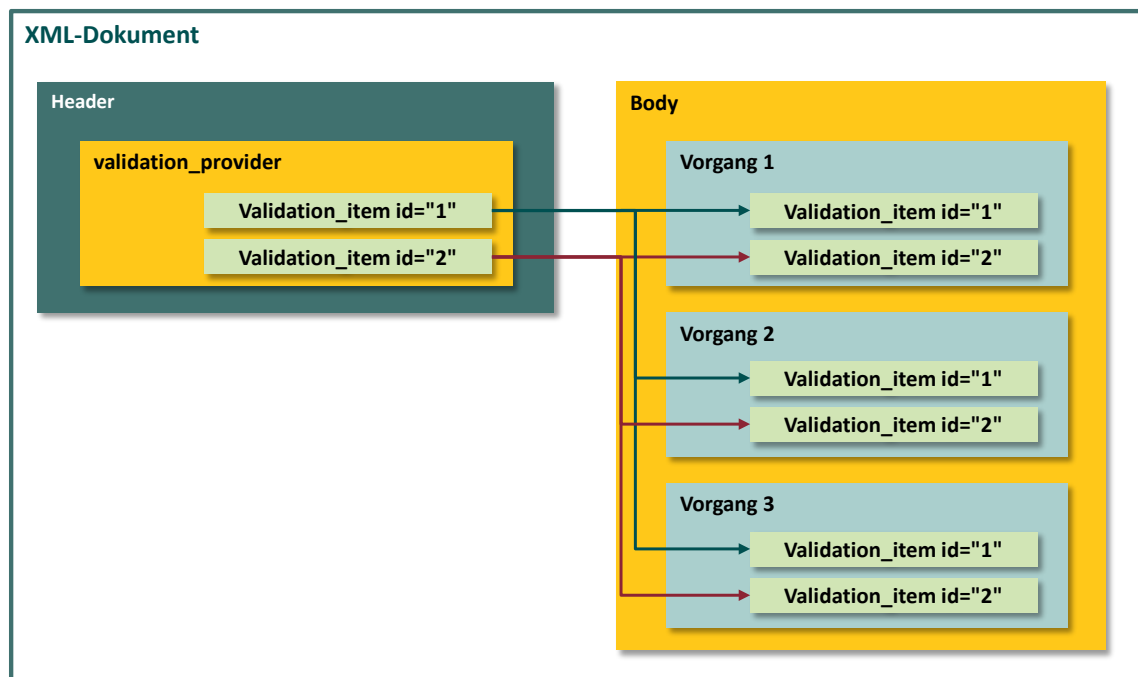 XML-Dokument
Header
validation_provider
Validation_item id="1"
Validation_item id="2"
Body
Vorgang 1
Validation_item id="1"
Validation_item id="2"
Vorgang 2
Validation_item id="1"
Validation_item id="2"
Vorgang 3
Validation_item id="1"
Validation_item id="2"